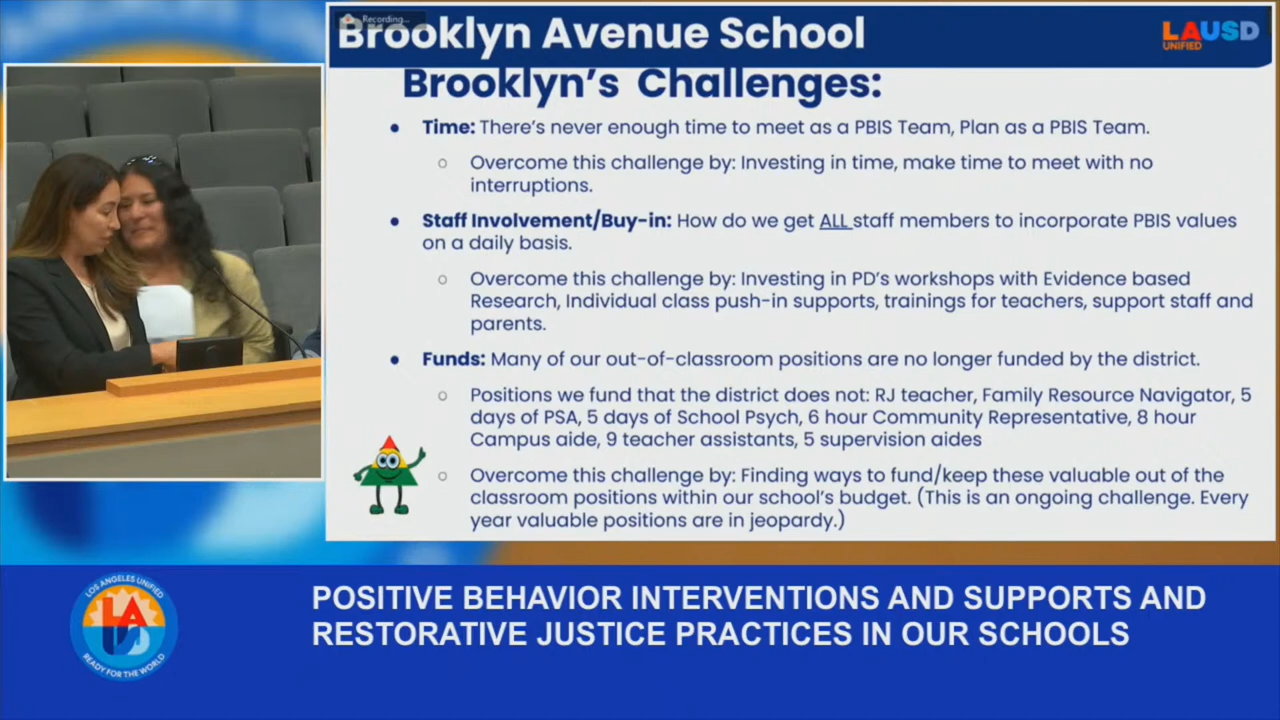 Recording...
Brooklyn Avenue School
LAUSD
UNIFIED
Brooklyn's Challenges:
• Time: There's never enough time to meet as a PBIS Team, Plan as a PBIS Team.
○ Overcome this challenge by: Investing in time, make time to meet with no
interruptions.
• Staff Involvement/Buy-in: How do we get ALL staff members to incorporate PBIS values
on a daily basis.
○ Overcome this challenge by: Investing in PD's workshops with Evidence based
Research, Individual class push-in supports, trainings for teachers, support staff and
parents.
• Funds: Many of our out-of-classroom positions are no longer funded by the district.
○ Positions we fund that the district does not: RJ teacher, Family Resource Navigator, 5
days of PSA, 5 days of School Psych, 6 hour Community Representative, 8 hour
Campus aide, 9 teacher assistants, 5 supervision aides
○ Overcome this challenge by: Finding ways to fund/keep these valuable out of the
classroom positions within our school's budget. (This is an ongoing challenge. Every
year valuable positions are in jeopardy.)
LOS ANGELES UNIFIED
LA
US
READY FOR THE WORLD
POSITIVE BEHAVIOR INTERVENTIONS AND SUPPORTS AND
RESTORATIVE JUSTICE PRACTICES IN OUR SCHOOLS